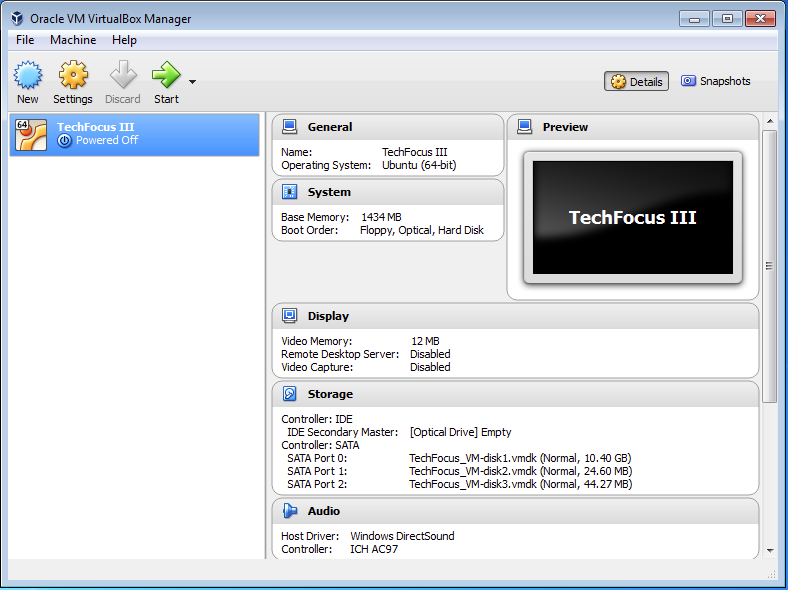 Oracle VM VirtualBox Manager
File Machine Help
New Settings Discard Start
Details Snapshots
64
TechFocus III
Powered Off
General
Name: TechFocus III
Operating System: Ubuntu (64-bit)
System
Base Memory: 1434 MB
Boot Order: Floppy, Optical, Hard Disk
Preview
TechFocus III
Display
Video Memory: 12 MB
Remote Desktop Server: Disabled
Video Capture: Disabled
Storage
Controller: IDE
IDE Secondary Master: [Optical Drive] Empty
Controller: SATA
SATA Port 0: TechFocus_VM-disk1.vmdk (Normal, 10.40 GB)
SATA Port 1: TechFocus_VM-disk2.vmdk (Normal, 24.60 MB)
SATA Port 2: TechFocus_VM-disk3.vmdk (Normal, 44.27 MB)
Audio
Host Driver: Windows DirectSound
Controller: ICH AC97